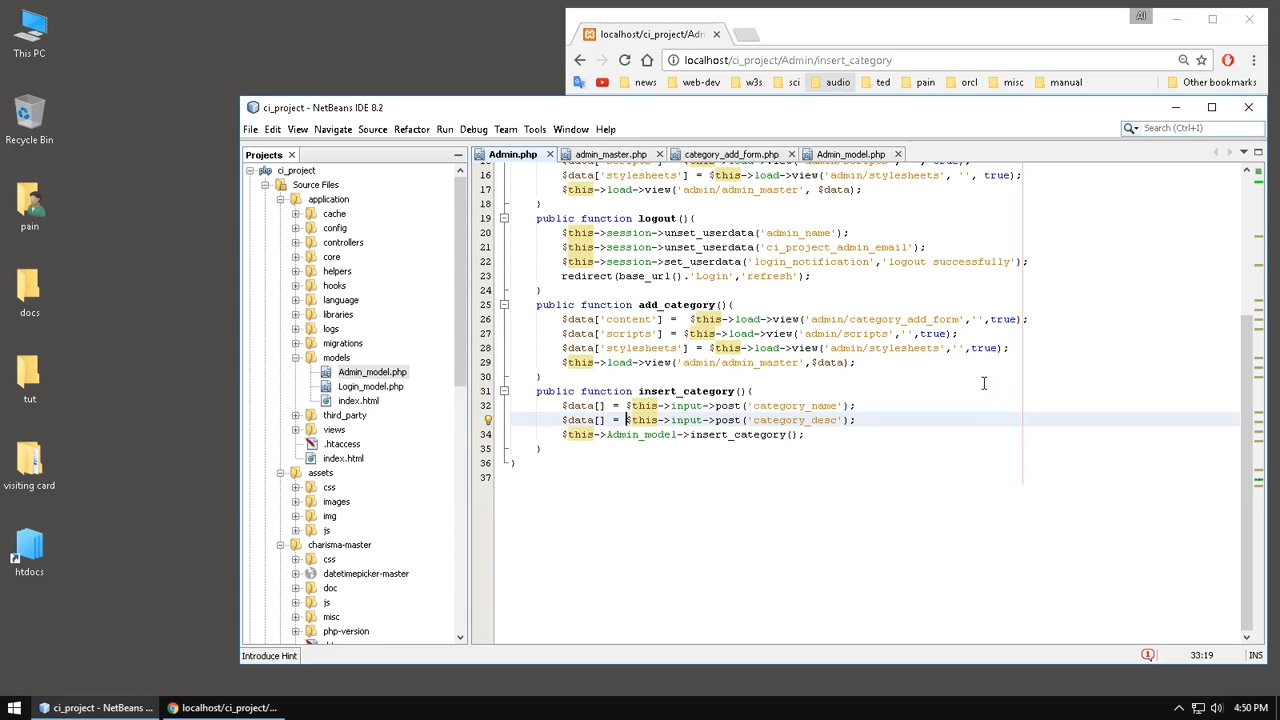 This PC
Recycle Bin
pain
docs
tut
visiting card
htdocs
AI
localhost/ci_project/Adm
localhost/ci_project/Admin/insert_category
news
web-dev
w3s
sci
audio
ted
pain
orcl
misc
manual
Other bookmarks
ci_project - NetBeans IDE 8.2
File Edit View Navigate Source Refactor Run Debug Team Tools Window Help
Search (Ctrl+I)
Projects
Admin.php
admin_master.php
category_add_form.php
Admin_model.php
ci_project
Source Files
application
cache
config
controllers
core
helpers
hooks
language
libraries
logs
migrations
models
Admin_model.php
Login_model.php
index.html
third_party
views
.htaccess
index.html
assets
css
images
img
js
charisma-master
css
datetimepicker-master
doc
js
misc
php-version
16 $data['stylesheets'] = $this->load->view('admin/stylesheets', '', true);
17 $this->load->view('admin/admin_master', $data);
18 }
19 public function logout(){
20 $this->session->unset_userdata('admin_name');
21 $this->session->unset_userdata('ci_project_admin_email');
22 $this->session->set_userdata('login_notification','logout successfully');
23 redirect(base_url().'Login','refresh');
24 }
25 public function add_category(){
26 $data['content'] =  $this->load->view('admin/category_add_form','',true);
27 $data['scripts'] = $this->load->view('admin/scripts','',true);
28 $data['stylesheets'] = $this->load->view('admin/stylesheets','',true);
29 $this->load->view('admin/admin_master',$data);
30 }
31 public function insert_category(){
32 $data[] = $this->input->post('category_name');
$data[] = $this->input->post('category_desc');
34 $this->Admin_model->insert_category();
35 }
36 }
37
Introduce Hint
33:19
INS
ci_project - NetBeans ...
localhost/ci_project/...
4:50 PM